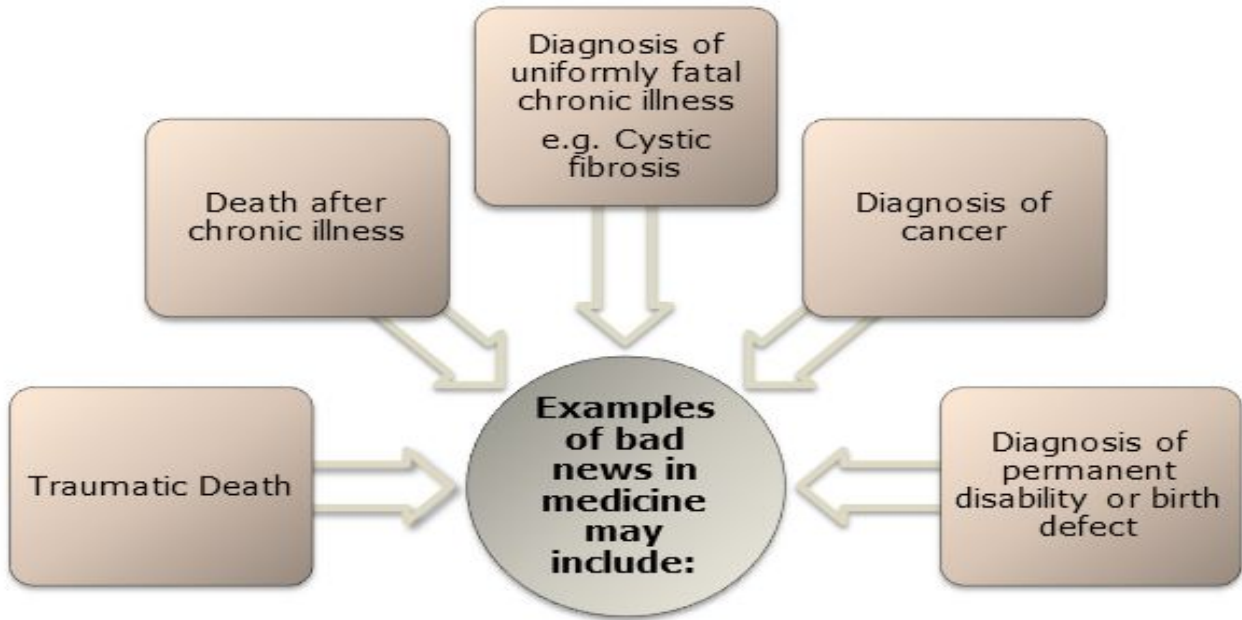 Diagnosis of
uniformly fatal
chronic illness
e.g. Cystic
fibrosis
Death after
chronic illness
Diagnosis of
cancer
Traumatic Death
Examples
of bad
news in
medicine
may
include:
Diagnosis of
permanent
disability or birth
defect